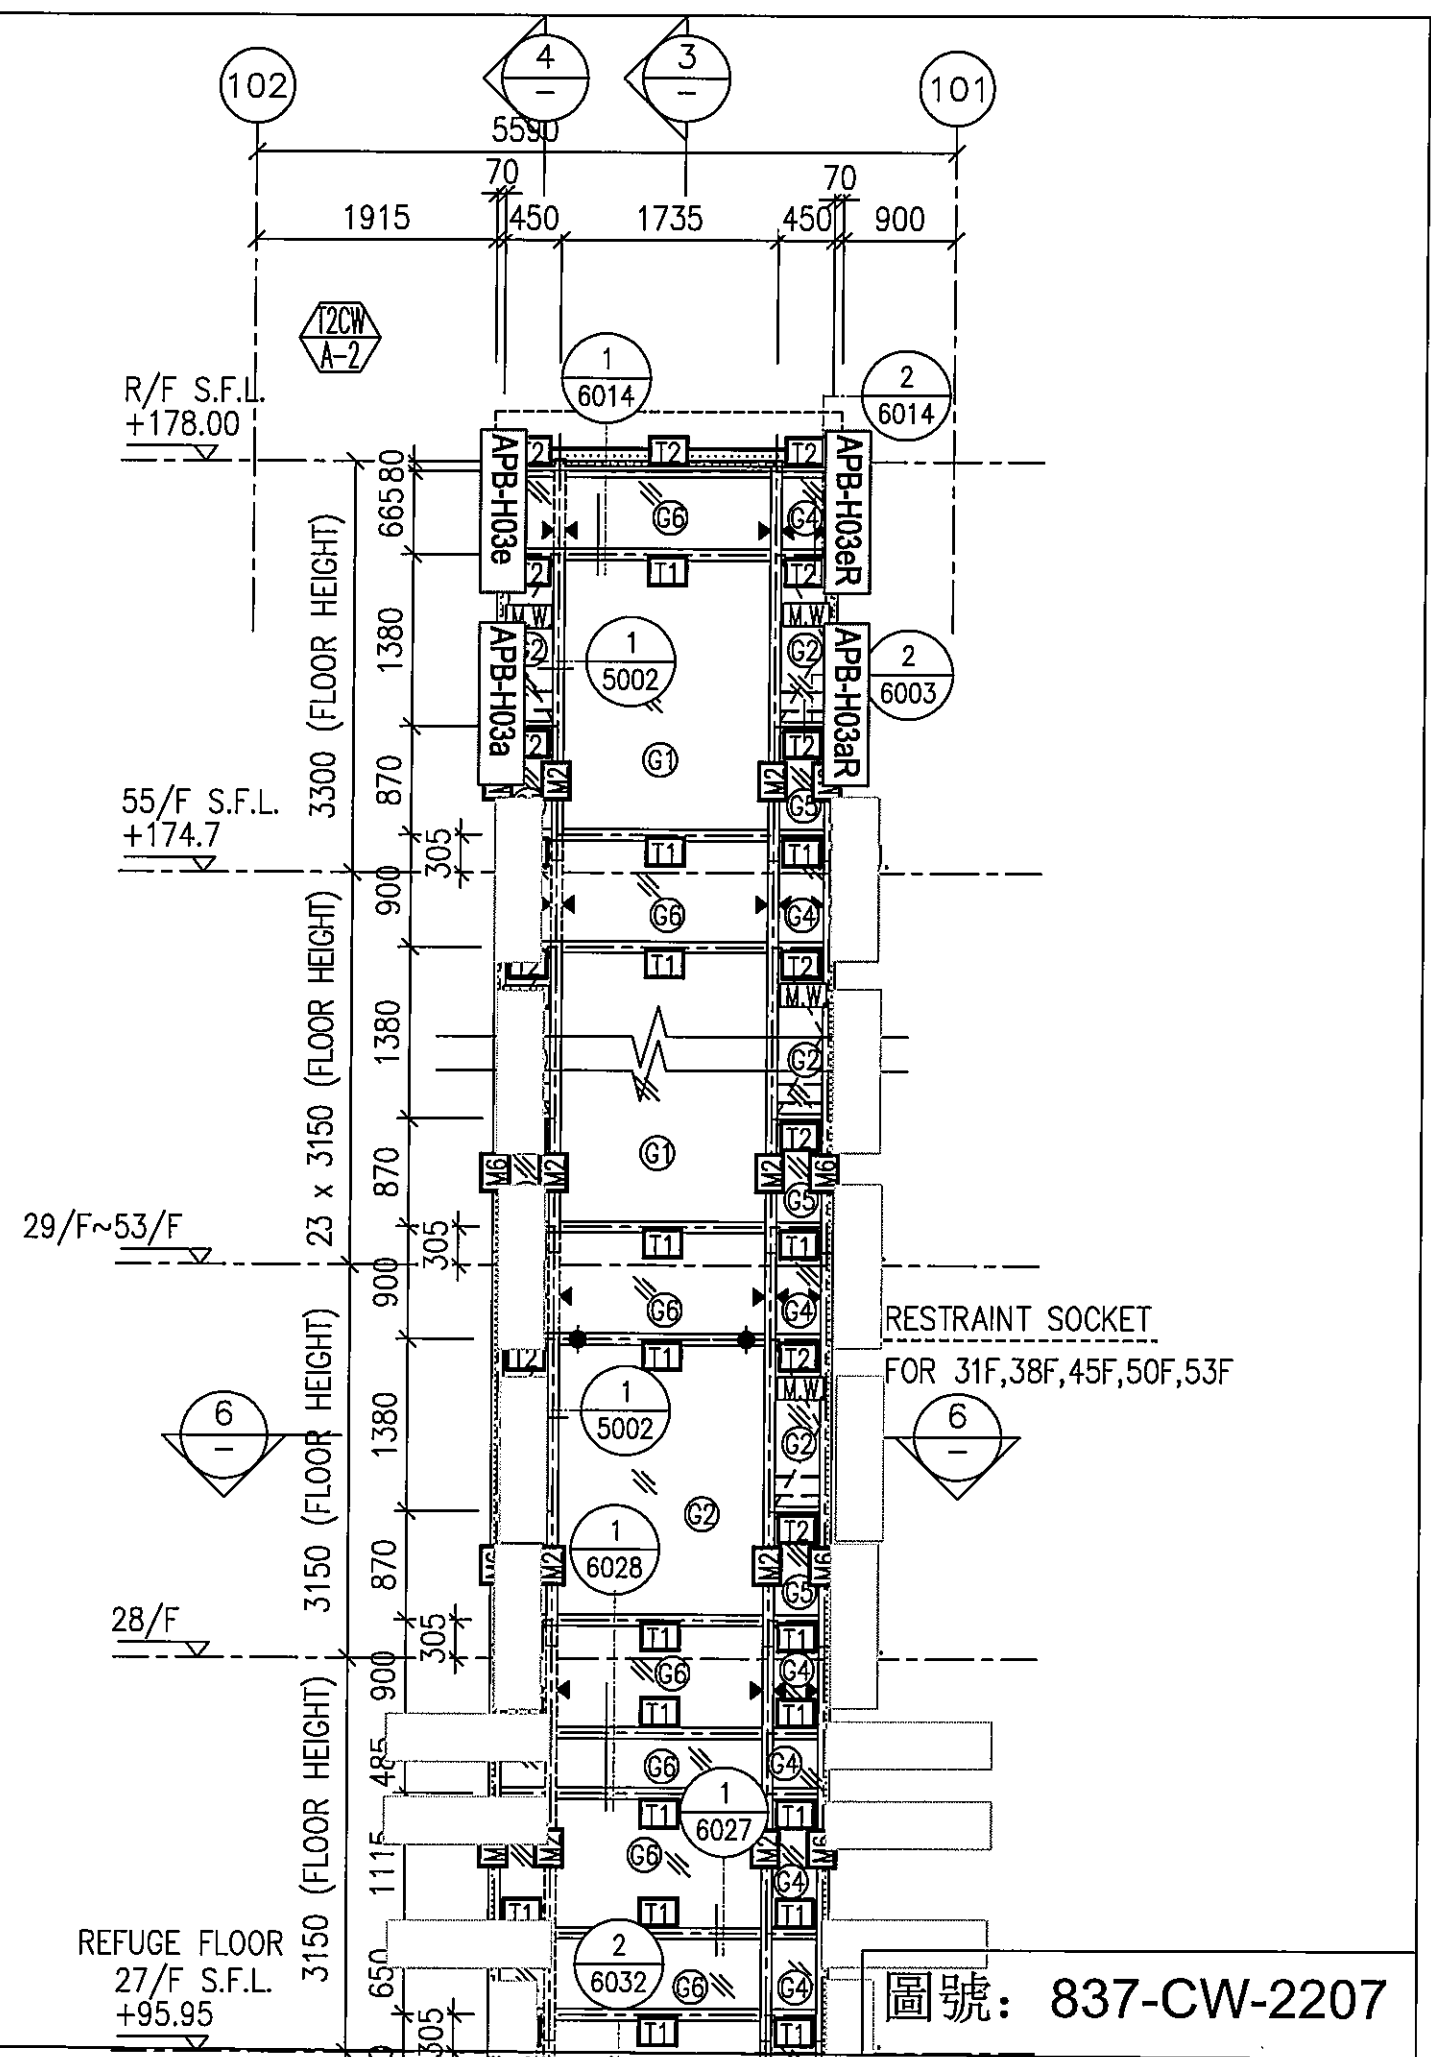 102
4
–
3
–
101
5590
70
70
1915
450
1735
450
900
T2CW
A-2
1
6014
2
6014
R/F S.F.L.
+178.00
80
665
T2
T2
T2
APB-H03e
APB-H03eR
G6
G4
T2
T1
T2
3300 (FLOOR HEIGHT)
1380
M.W
M.W
G2
1
5002
G2
2
6003
APB-H03a
APB-H03aR
T2
T2
G1
870
M2
M2
G5
55/F S.F.L.
+174.7
305
T1
T1
900
G6
G4
T2
T1
T2
M.W.
23 x 3150 (FLOOR HEIGHT)
1380
G2
T2
G1
870
M6
M2
M2
M6
G5
29/F~53/F
305
T1
T1
900
G6
G4
RESTRAINT SOCKET
T2
T1
T2
FOR 31F,38F,45F,50F,53F
M.W.
3150 (FLOOR HEIGHT)
1380
6
–
1
5002
G2
6
–
G2
T2
1
6028
870
M6
M2
M2
M6
G5
28/F
305
T1
T1
900
G6
G4
T1
T1
3150 (FLOOR HEIGHT)
485
G6
G4
1
6027
T1
T1
1115
G6
M6
G4
T1
T1
T1
REFUGE FLOOR
27/F S.F.L.
+95.95
650
2
6032
G6
G4
305
T1
T1
圖號： 837-CW-2207